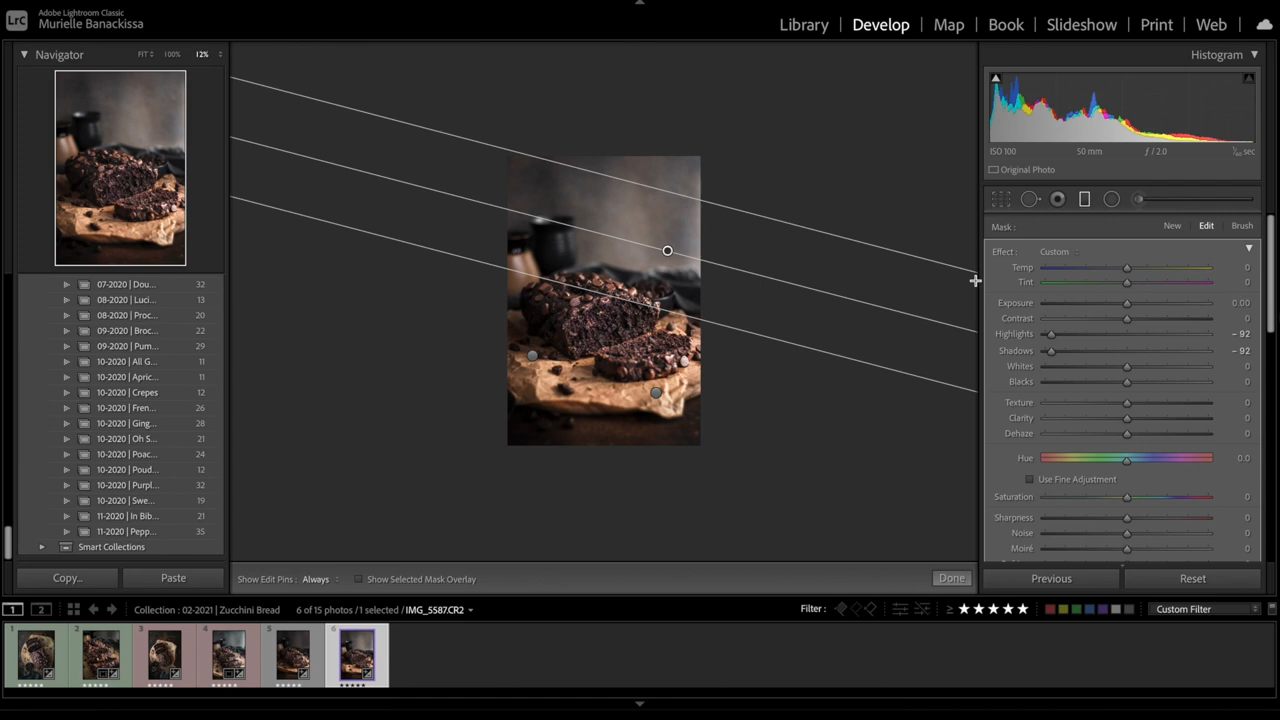 LrC
Adobe Lightroom Classic
Murielle Banackissa
Library | Develop | Map | Book | Slideshow | Print | Web
Navigator FIT 100% 12%
07-2020 | Dou... 32
08-2020 | Luci... 13
08-2020 | Proc... 20
09-2020 | Broc... 22
09-2020 | Pum... 29
10-2020 | All G... 11
10-2020 | Apric... 11
10-2020 | Crepes 12
10-2020 | Fren... 26
10-2020 | Ging... 28
10-2020 | Oh S... 21
10-2020 | Poac... 24
10-2020 | Poud... 12
10-2020 | Purpl... 32
10-2020 | Swe... 19
11-2020 | In Bib... 21
11-2020 | Pepp... 35
Smart Collections
Copy... Paste
Show Edit Pins : Always Show Selected Mask Overlay Done
Histogram
ISO 100 50 mm ƒ / 2.0 sec
Original Photo
Mask : New Edit Brush
Effect : Custom
Temp 0
Tint 0
Exposure 0.00
Contrast 0
Highlights – 92
Shadows – 92
Whites 0
Blacks 0
Texture 0
Clarity 0
Dehaze 0
Hue 0.0
Use Fine Adjustment
Saturation 0
Sharpness 0
Noise 0
Moiré 0
Previous Reset
1 2 Collection : 02-2021 | Zucchini Bread 6 of 15 photos / 1 selected / IMG_5587.CR2 Filter : ≥ ★★★★★ Custom Filter
1 2 3 4 5 6